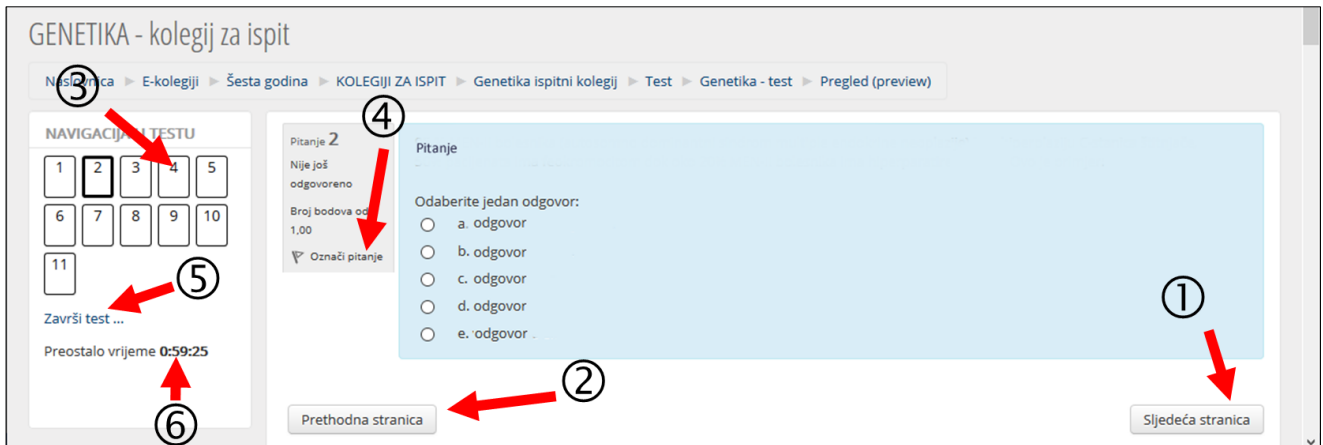 GENETIKA - kolegij za ispit
Naslovnica ► E-kolegiji ► Šesta godina ► KOLEGIJI ZA ISPIT ► Genetika ispitni kolegij ► Test ► Genetika - test ► Pregled (preview)
③
④
NAVIGACIJA U TESTU
1 2 3 4 5
6 7 8 9 10
11
⑤
Završi test ...
Preostalo vrijeme 0:59:25
⑥
Pitanje 2
Nije još
odgovoreno
Broj bodova od
1,00
Označi pitanje
Pitanje
Odaberite jedan odgovor:
a. odgovor
b. odgovor
c. odgovor
d. odgovor
e. odgovor
①
②
Prethodna stranica
Sljedeća stranica